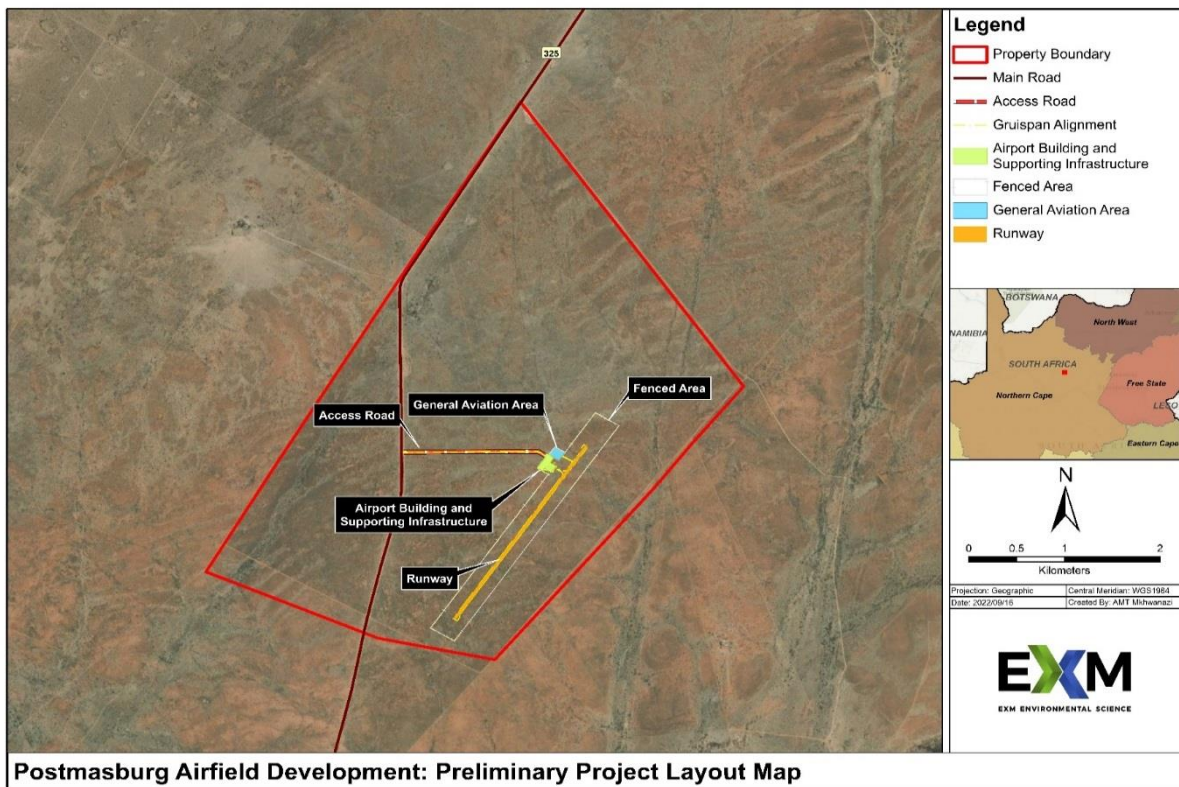 325
Fenced Area
General Aviation Area
Access Road
Airport Building and
Supporting Infrastructure
Runway
Legend
Property Boundary
Main Road
Access Road
Gruispan Alignment
Airport Building and
Supporting Infrastructure
Fenced Area
General Aviation Area
Runway
BOTSWANA
NAMIBIA
North West
SOUTH AFRICA
Northern Cape
Free State
LESO
Eastern Cape
N
0 0.5 1 2
Kilometers
Projection: Geographic
Central Meridian: WGS1984
Date: 2022/09/16
Created By: AMT Mkhwanazi
EXM
EXM ENVIRONMENTAL SCIENCE
Postmasburg Airfield Development: Preliminary Project Layout Map